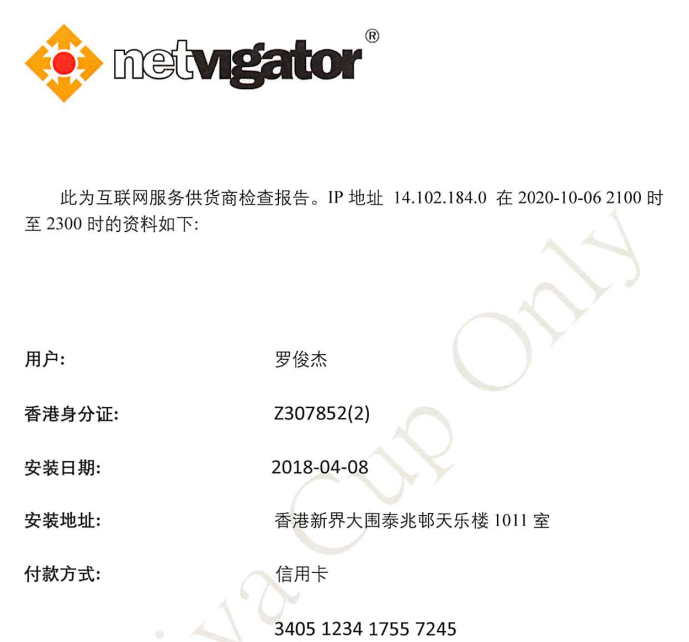 netvigator®
此为互联网服务供货商检查报告。IP 地址 14.102.184.0 在 2020-10-06 2100 时
至 2300 时的资料如下:
用户: 罗俊杰
香港身分证: Z307852(2)
安装日期: 2018-04-08
安装地址: 香港新界大围泰兆邨天乐楼 1011 室
付款方式: 信用卡
3405 1234 1755 7245
iya Cup Only